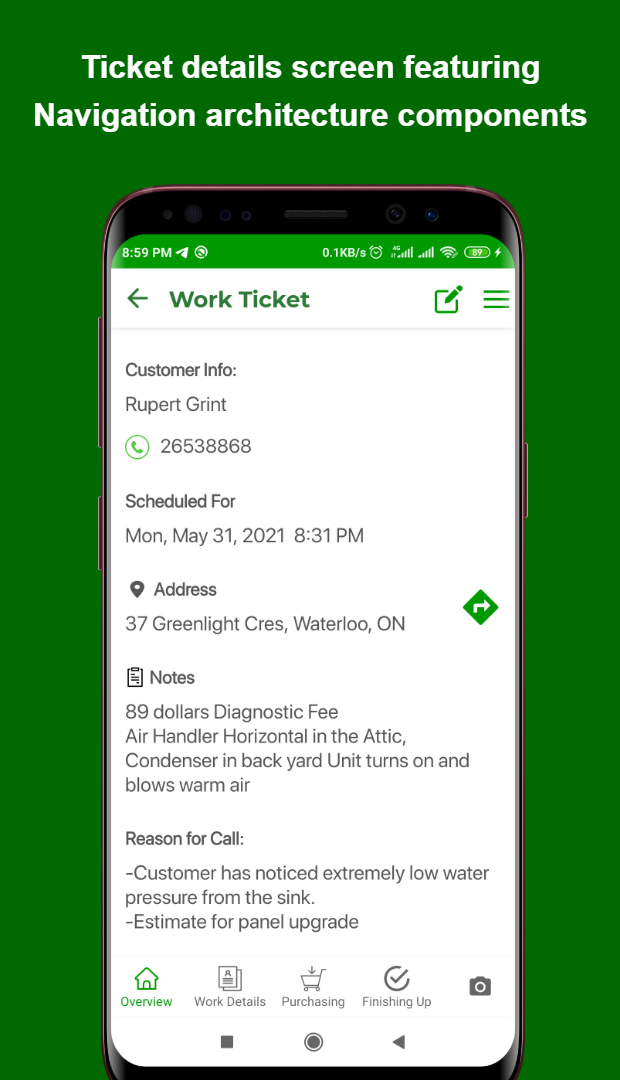 Ticket details screen featuring
Navigation architecture components
8:59 PM 0.1KB/s 4G 89
Work Ticket
Customer Info:
Rupert Grint
26538868
Scheduled For
Mon, May 31, 2021  8:31 PM
Address
37 Greenlight Cres, Waterloo, ON
Notes
89 dollars Diagnostic Fee
Air Handler Horizontal in the Attic,
Condenser in back yard Unit turns on and
blows warm air
Reason for Call:
-Customer has noticed extremely low water
pressure from the sink.
-Estimate for panel upgrade
Overview Work Details Purchasing Finishing Up